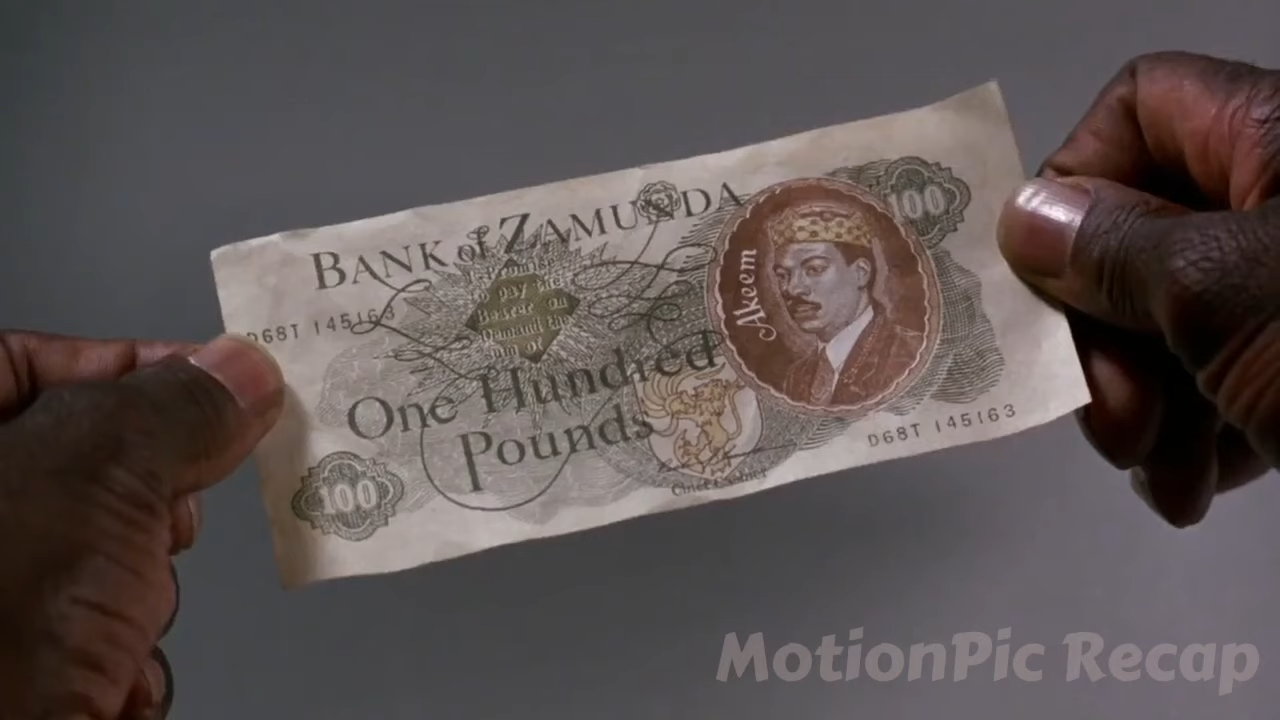 BANK of ZAMUNDA
100
D68T 145163
to pay the
Bearer on
Demand the
sum of
Akeem
One Hundred
Pounds
100
D68T 145163
MotionPic Recap